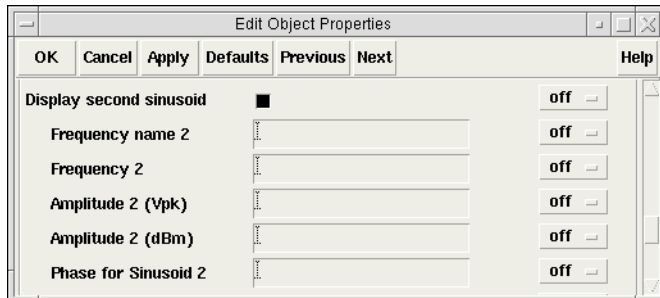 Edit Object Properties
OK Cancel Apply Defaults Previous Next Help
Display second sinusoid off
Frequency name 2 off
Frequency 2 off
Amplitude 2 (Vpk) off
Amplitude 2 (dBm) off
Phase for Sinusoid 2 off